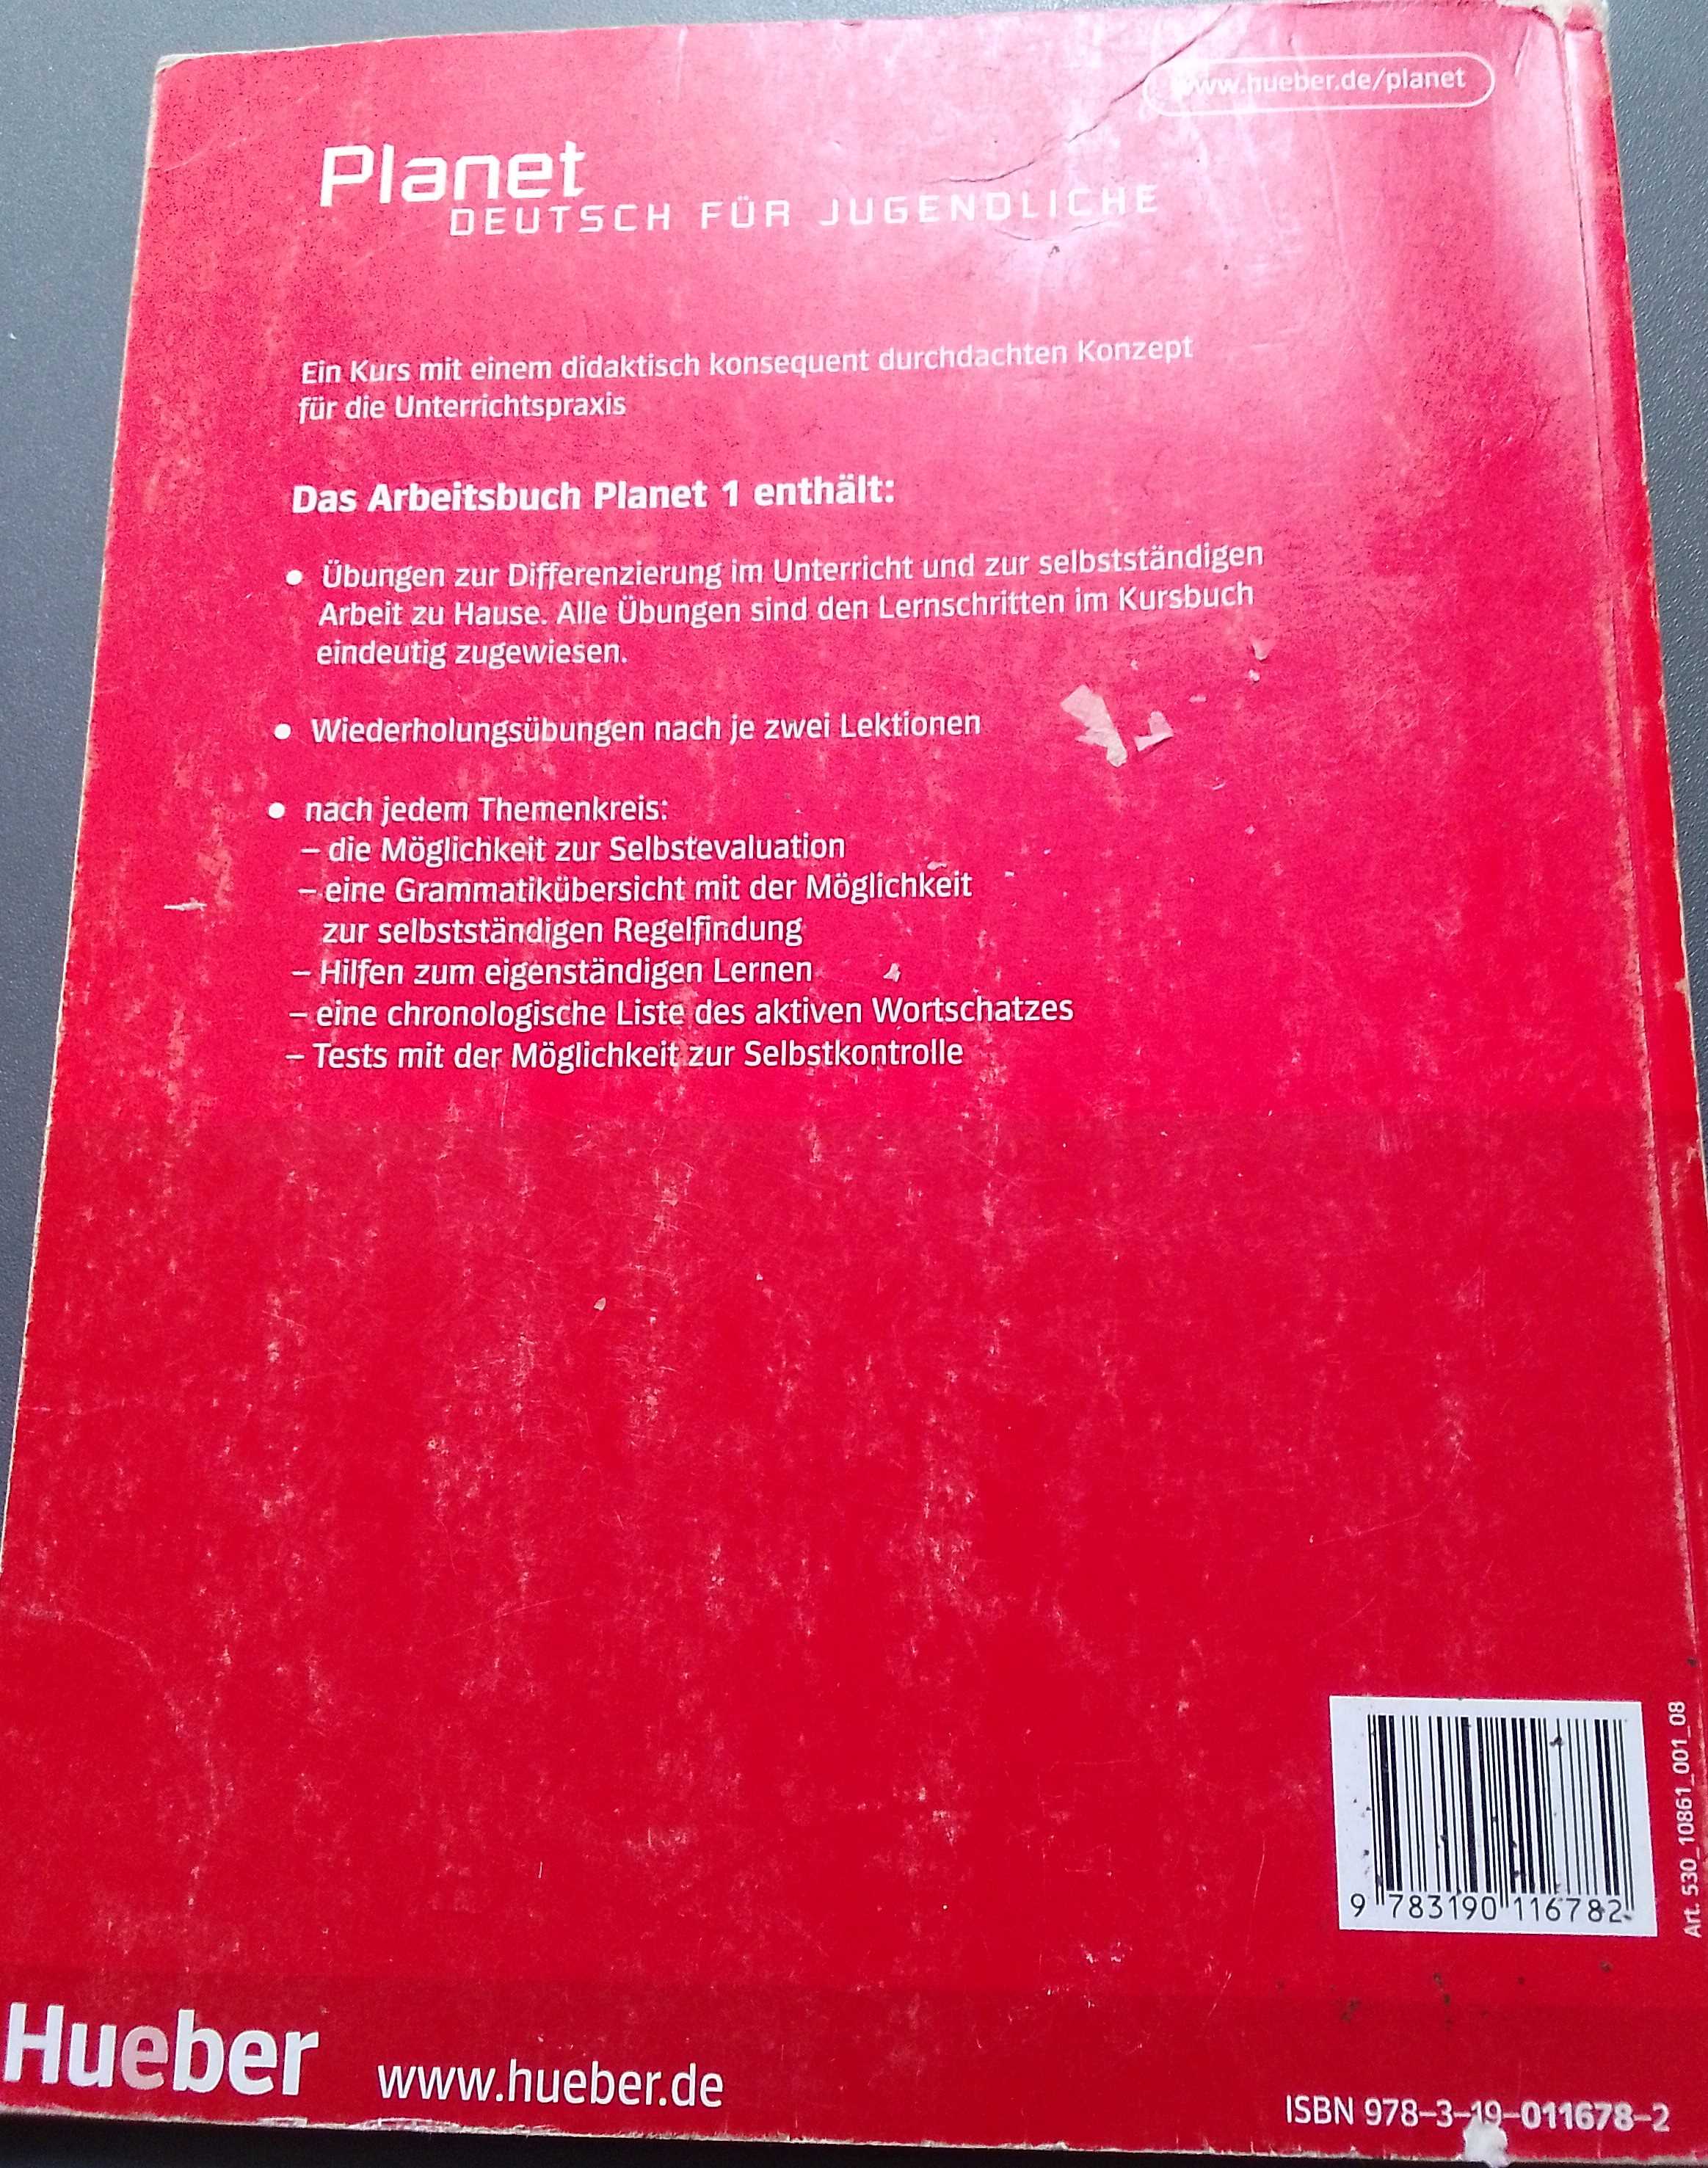 www.hueber.de/planet
Planet
DEUTSCH FÜR JUGENDLICHE
Ein Kurs mit einem didaktisch konsequent durchdachten Konzept
für die Unterrichtspraxis
Das Arbeitsbuch Planet 1 enthält:
• Übungen zur Differenzierung im Unterricht und zur selbstständigen
Arbeit zu Hause. Alle Übungen sind den Lernschritten im Kursbuch
eindeutig zugewiesen.
• Wiederholungsübungen nach je zwei Lektionen
• nach jedem Themenkreis:
– die Möglichkeit zur Selbstevaluation
– eine Grammatikübersicht mit der Möglichkeit
zur selbstständigen Regelfindung
– Hilfen zum eigenständigen Lernen
– eine chronologische Liste des aktiven Wortschatzes
– Tests mit der Möglichkeit zur Selbstkontrolle
9 783190 116782
Art. 530_10861_001_08
Hueber
www.hueber.de
ISBN 978–3–19–011678–2